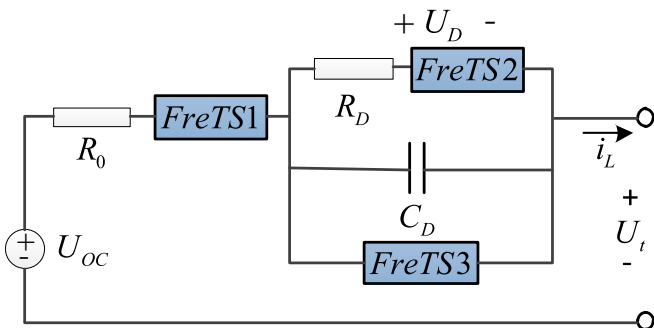 + U_D -
FreTS2
FreTS1
R_D
R_0
i_L
C_D
+
U_t
-
+
-
U_OC
FreTS3